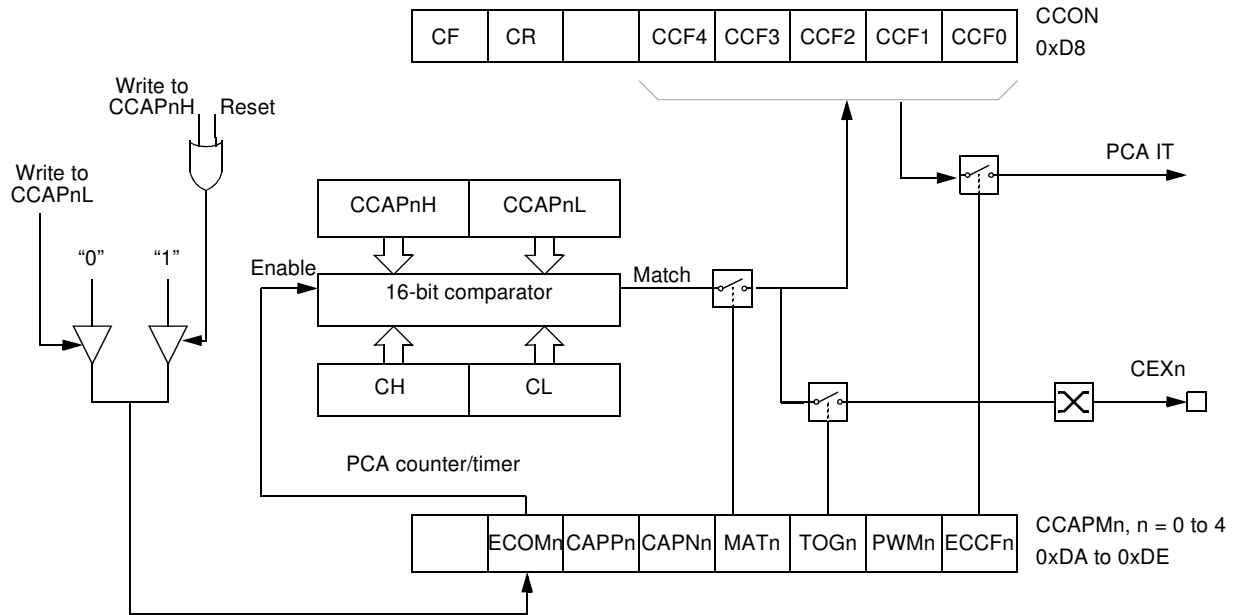 CF CR CCF4 CCF3 CCF2 CCF1 CCF0
CCON
0xD8
Write to
CCAPnH Reset
Write to
CCAPnL
“0” “1”
PCA IT
CCAPnH CCAPnL
Enable
16-bit comparator
Match
CH CL
CEXn
PCA counter/timer
ECOMn CAPPn CAPNn MATn TOGn PWMn ECCFn
CCAPMn, n = 0 to 4
0xDA to 0xDE